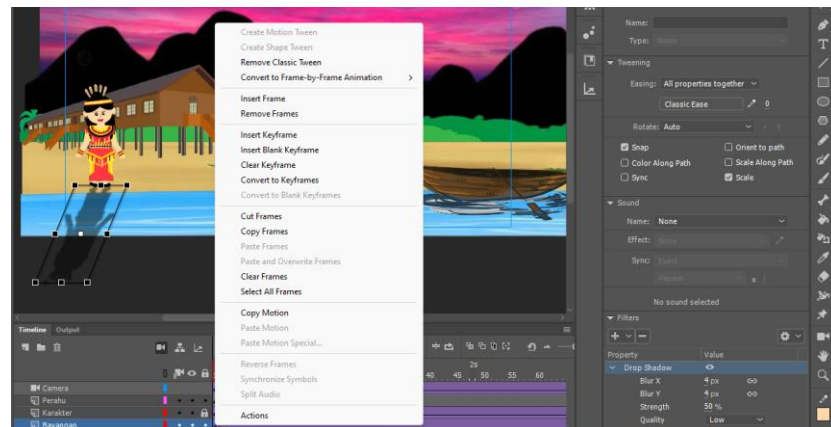 Create Motion Tween
Create Shape Tween
Remove Classic Tween
Convert to Frame-by-Frame Animation >
Insert Frame
Remove Frames
Insert Keyframe
Insert Blank Keyframe
Clear Keyframe
Convert to Keyframes
Convert to Blank Keyframes
Cut Frames
Copy Frames
Paste Frames
Paste and Overwrite Frames
Clear Frames
Select All Frames
Copy Motion
Paste Motion
Paste Motion Special...
Reverse Frames
Synchronize Symbols
Split Audio
Actions
Timeline Output
2s
40 45 50 55 60
Camera
Perahu
Karakter
Bayangan
Name:
Type: Name
Tweening
Easing: All properties together
Classic Ease 0
Rotate: Auto
Snap Orient to path
Color Along Path Scale Along Path
Sync Scale
Sound
Name: None
Effect: None
Sync: Event
Repeat
No sound selected
Filters
Property Value
Drop Shadow
Blur X 4 px
Blur Y 4 px
Strength 50 %
Quality Low